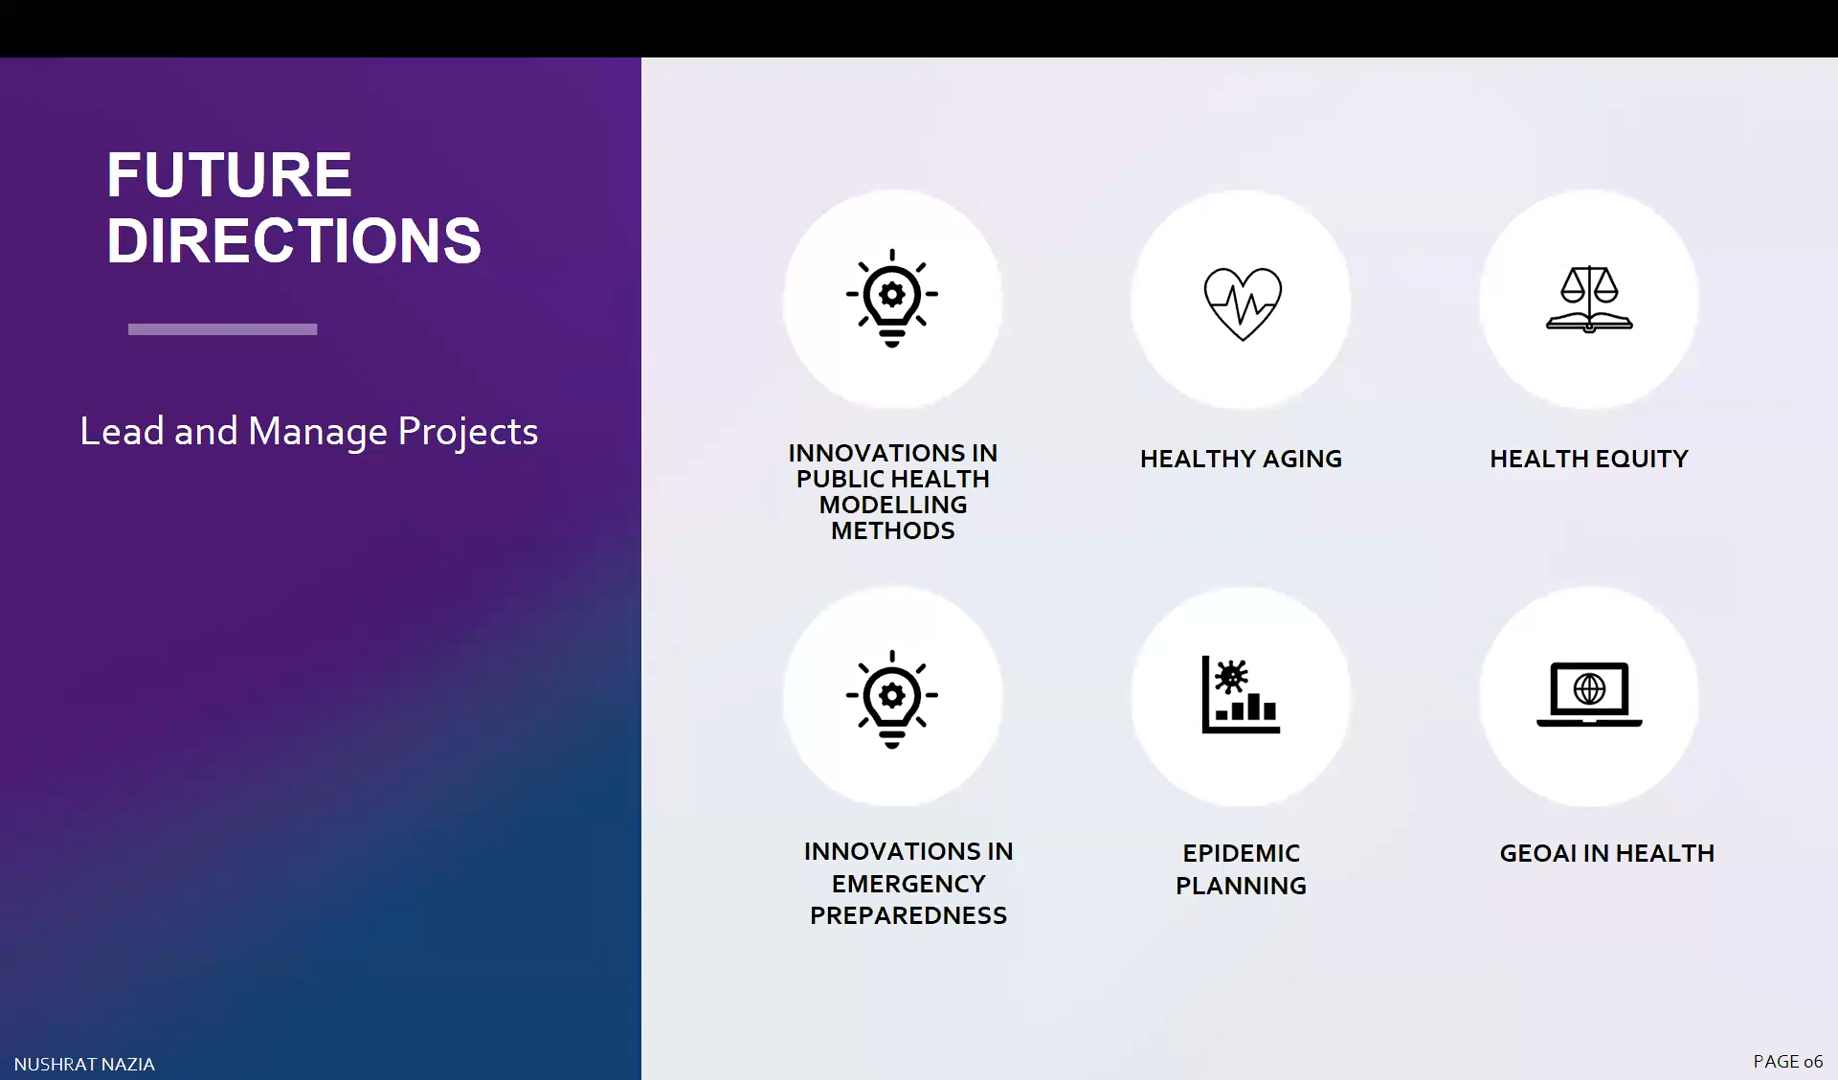 FUTURE
DIRECTIONS
Lead and Manage Projects
INNOVATIONS IN
PUBLIC HEALTH
MODELLING
METHODS
HEALTHY AGING
HEALTH EQUITY
INNOVATIONS IN
EMERGENCY
PREPAREDNESS
EPIDEMIC
PLANNING
GEOAI IN HEALTH
NUSHRAT NAZIA
PAGE 06